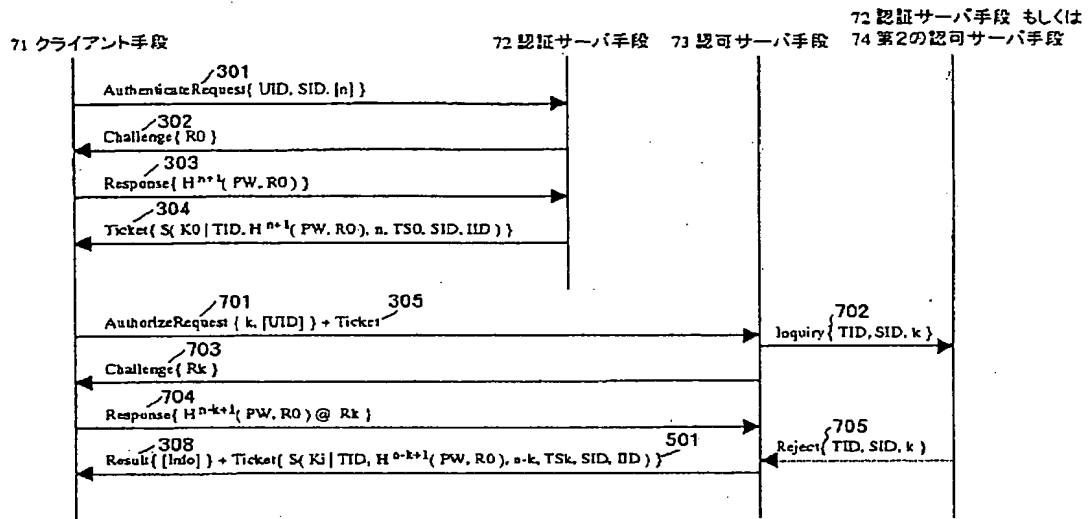 72 認証サーバ手段 もしくは
71 クライアント手段
72 認証サーバ手段
73 認可サーバ手段
74 第2の認可サーバ手段
301
AuthenticateRequest{ UID, SID, [n] }
302
Challenge{ R0 }
303
Response{ H n+1( PW, R0) }
304
Ticket{ S( K0 | TID, H n+1( PW, R0), n, TS0, SID, IID ) }
701
305
AuthorizeRequest { k, [UID] } + Ticket
702
Inquiry{ TID, SID, k }
703
Challenge{ Rk }
704
Response{ H n-k+1( PW, R0) @ Rk }
705
Reject{ TID, SID, k }
308
501
Result{ [Info] } + Ticket{ S( Kj | TID, H n-k+1( PW, R0), n-k, TSk, SID, IID ) }